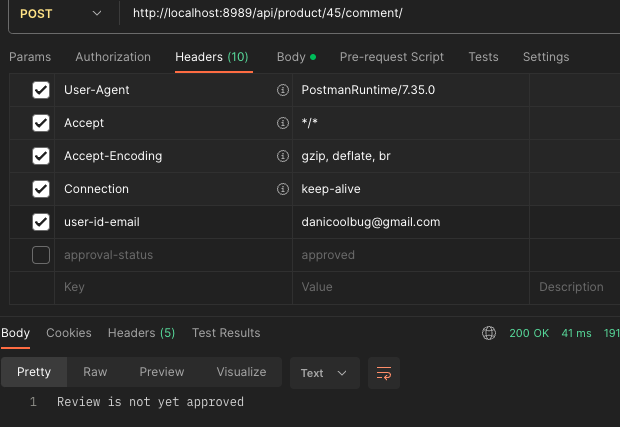 POST http://localhost:8989/api/product/45/comment/
Params Authorization Headers (10) Body Pre-request Script Tests Settings
User-Agent PostmanRuntime/7.35.0
Accept */*
Accept-Encoding gzip, deflate, br
Connection keep-alive
user-id-email danicoolbug@gmail.com
approval-status approved
Key Value Description
Body Cookies Headers (5) Test Results 200 OK 41 ms 191
Pretty Raw Preview Visualize Text
1 Review is not yet approved